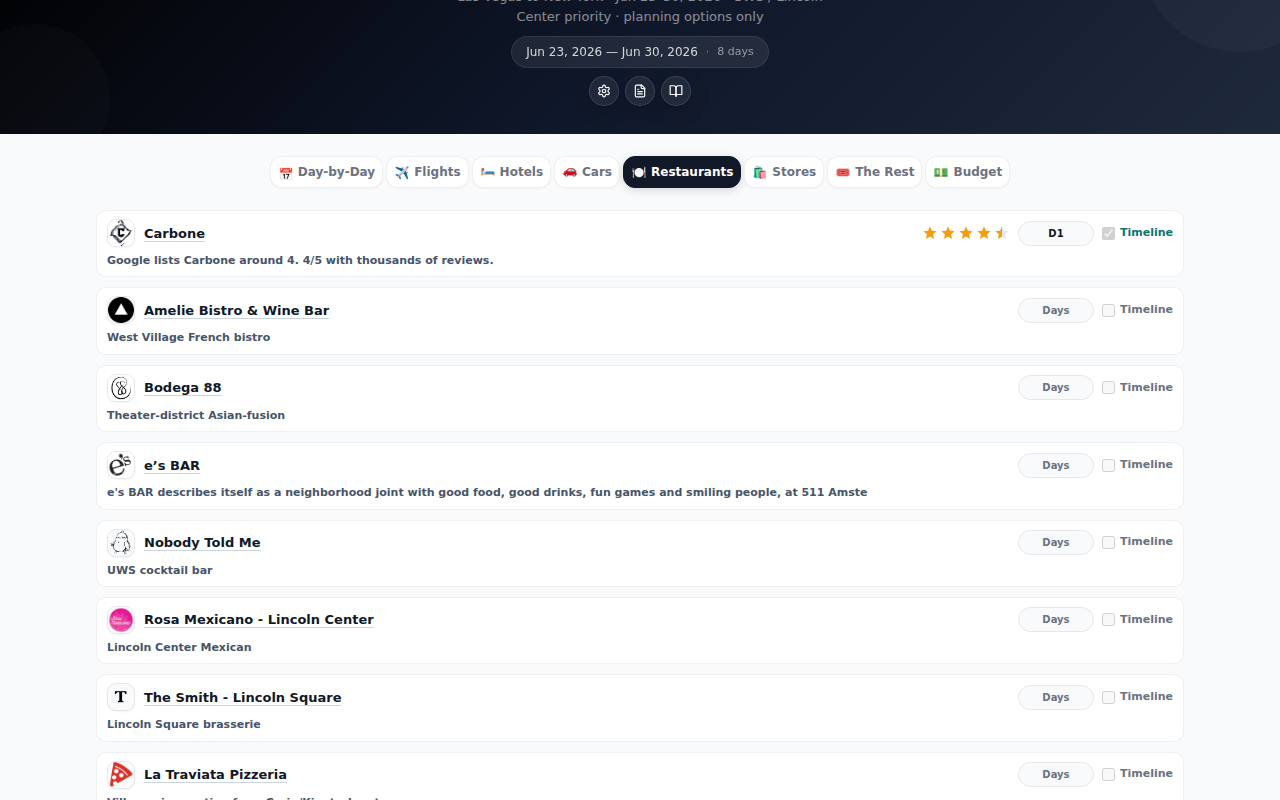 Center priority · planning options only
Jun 23, 2026 — Jun 30, 2026 · 8 days
Day-by-Day
Flights
Hotels
Cars
Restaurants
Stores
The Rest
Budget
Carbone
D1
Timeline
Google lists Carbone around 4. 4/5 with thousands of reviews.
Amelie Bistro & Wine Bar
Days
Timeline
West Village French bistro
Bodega 88
Days
Timeline
Theater-district Asian-fusion
e’s BAR
Days
Timeline
e's BAR describes itself as a neighborhood joint with good food, good drinks, fun games and smiling people, at 511 Amste
Nobody Told Me
Days
Timeline
UWS cocktail bar
Rosa Mexicano - Lincoln Center
Days
Timeline
Lincoln Center Mexican
T
The Smith - Lincoln Square
Days
Timeline
Lincoln Square brasserie
La Traviata Pizzeria
Days
Timeline